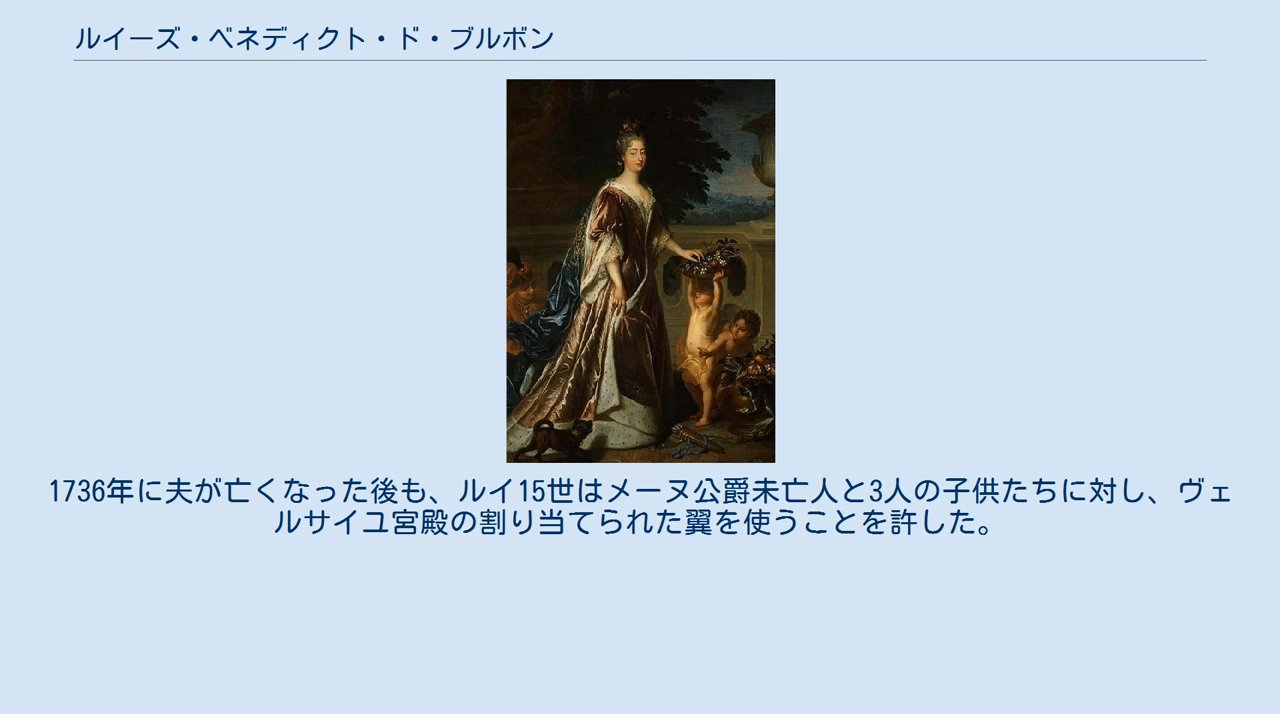 ルイーズ・ベネディクト・ド・ブルボン
1736年に夫が亡くなった後も、ルイ15世はメーヌ公爵未亡人と3人の子供たちに対し、ヴェ
ルサイユ宮殿の割り当てられた翼を使うことを許した。